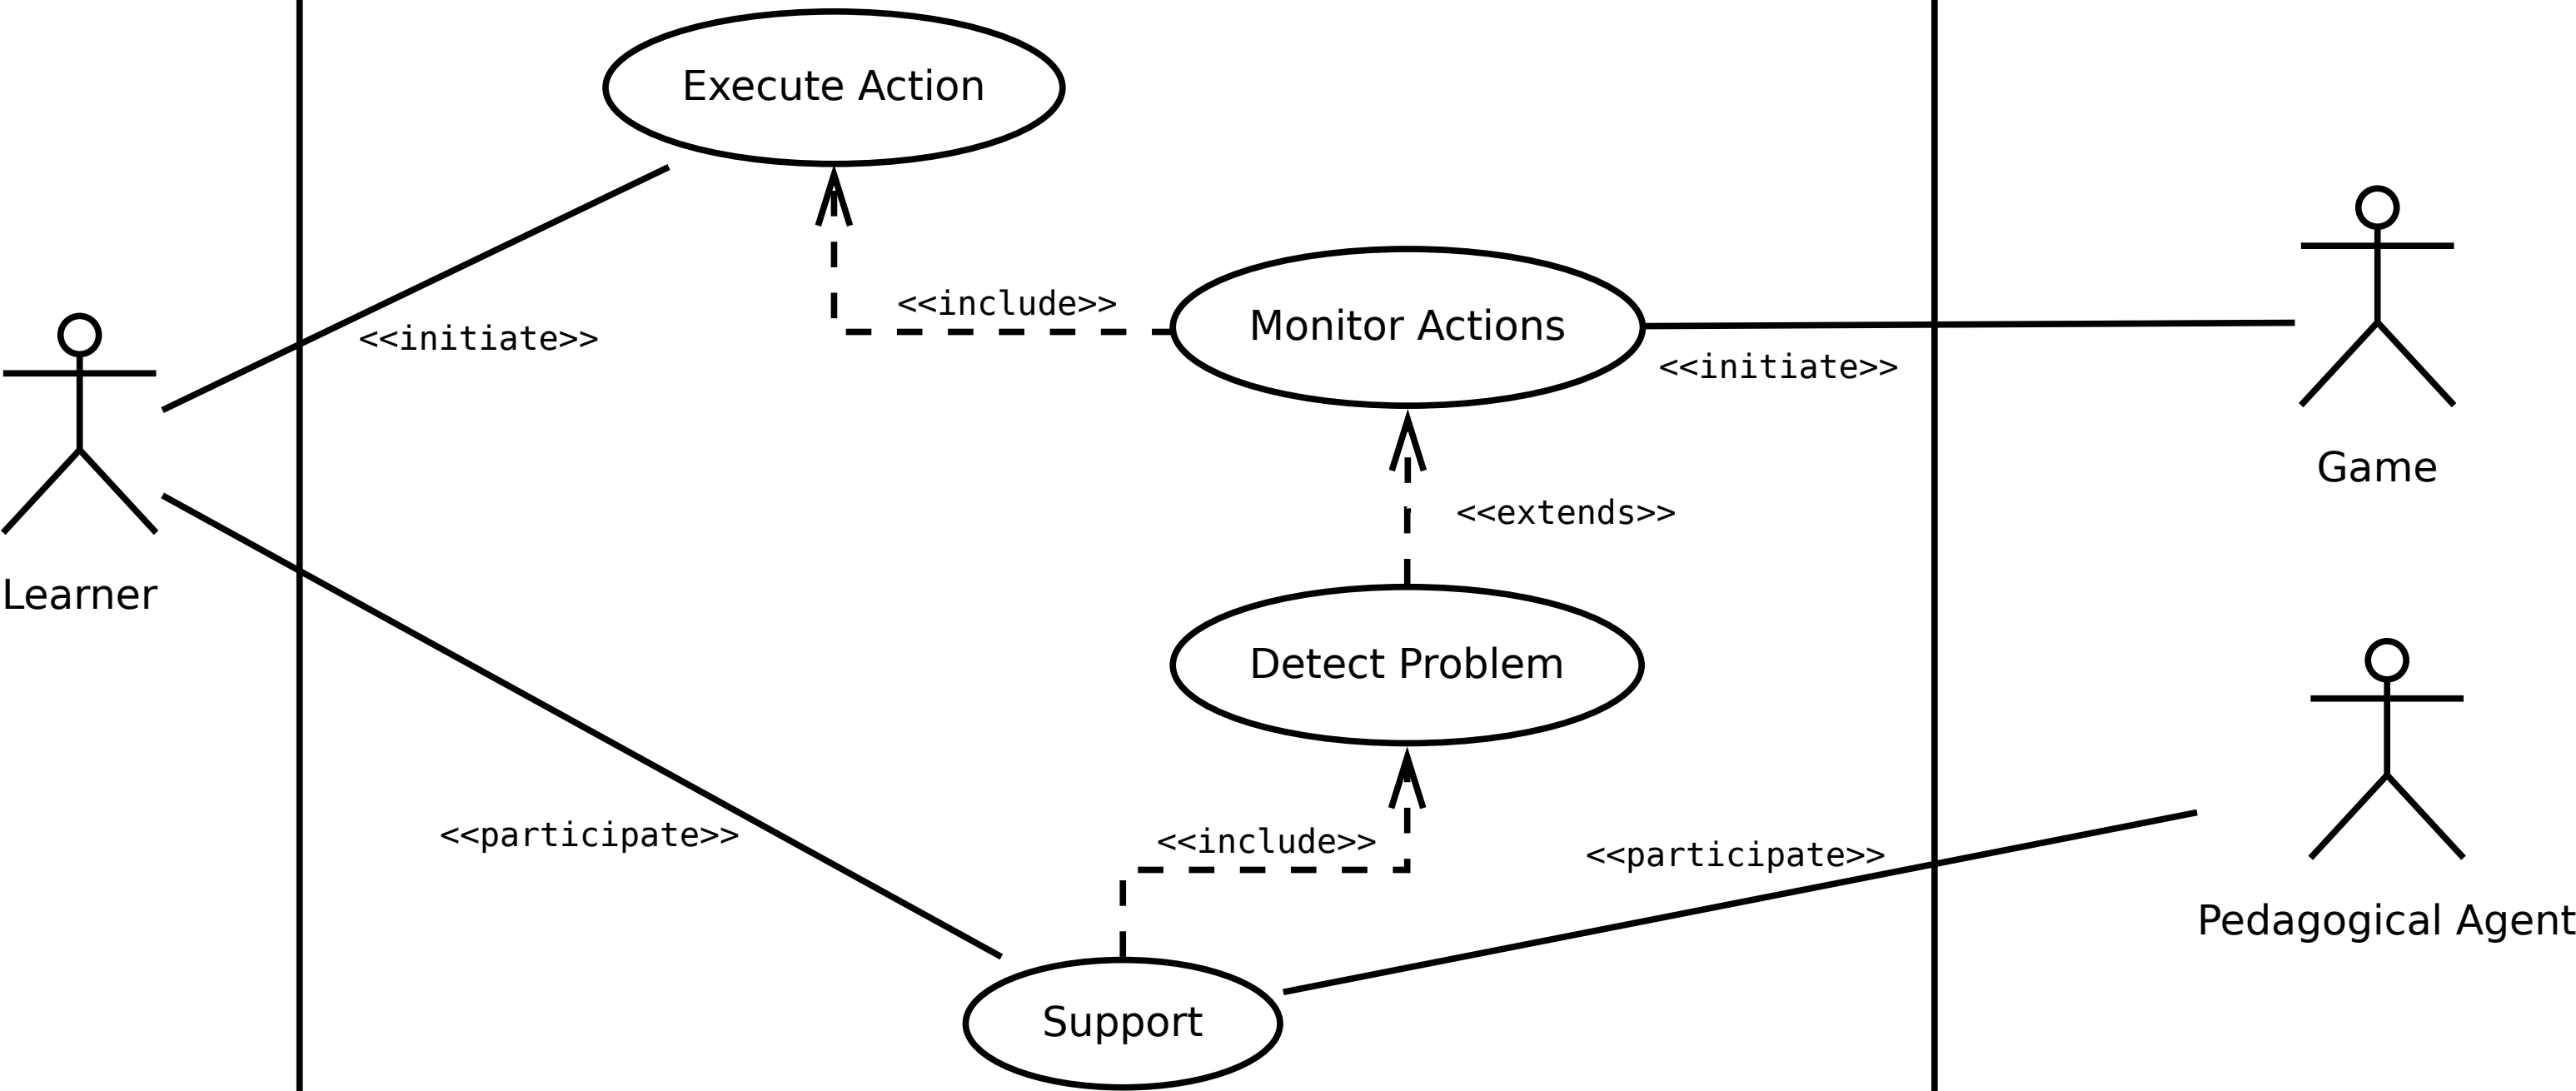 Execute Action
<<include>>
<<initiate>>
Monitor Actions
<<initiate>>
Game
<<extends>>
Learner
Detect Problem
<<participate>>
<<include>>
<<participate>>
Pedagogical Agent
Support